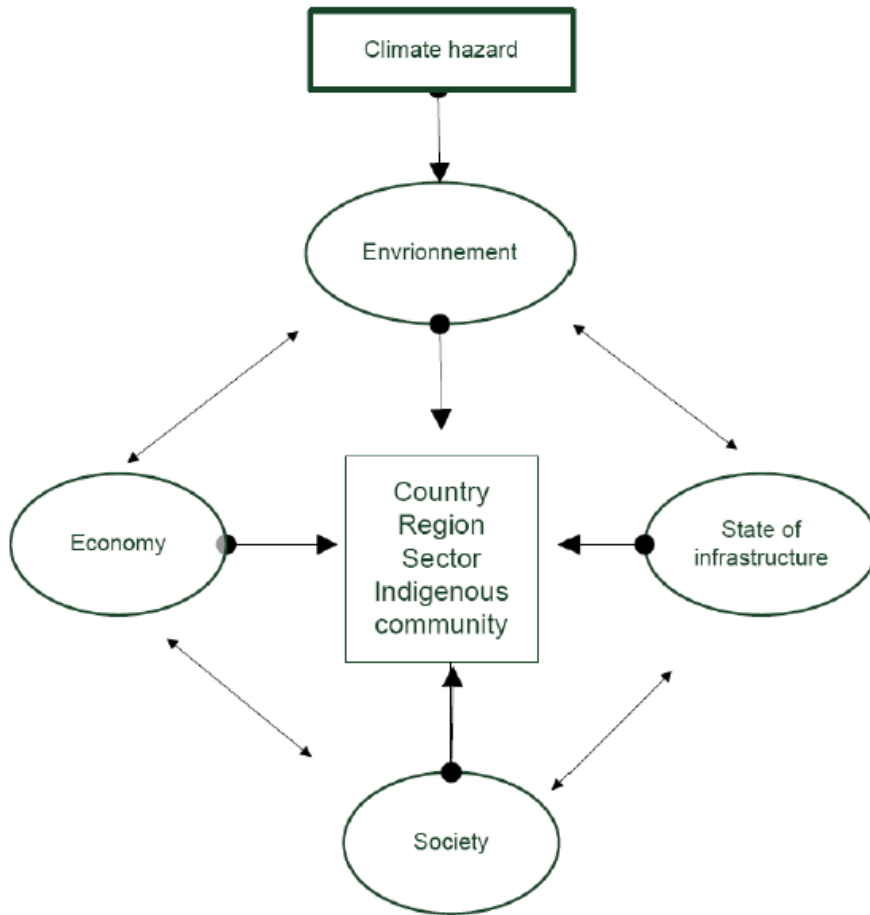 Climate hazard
Envrionnement
Economy
Country
Region
Sector
Indigenous
community
State of
infrastructure
Society